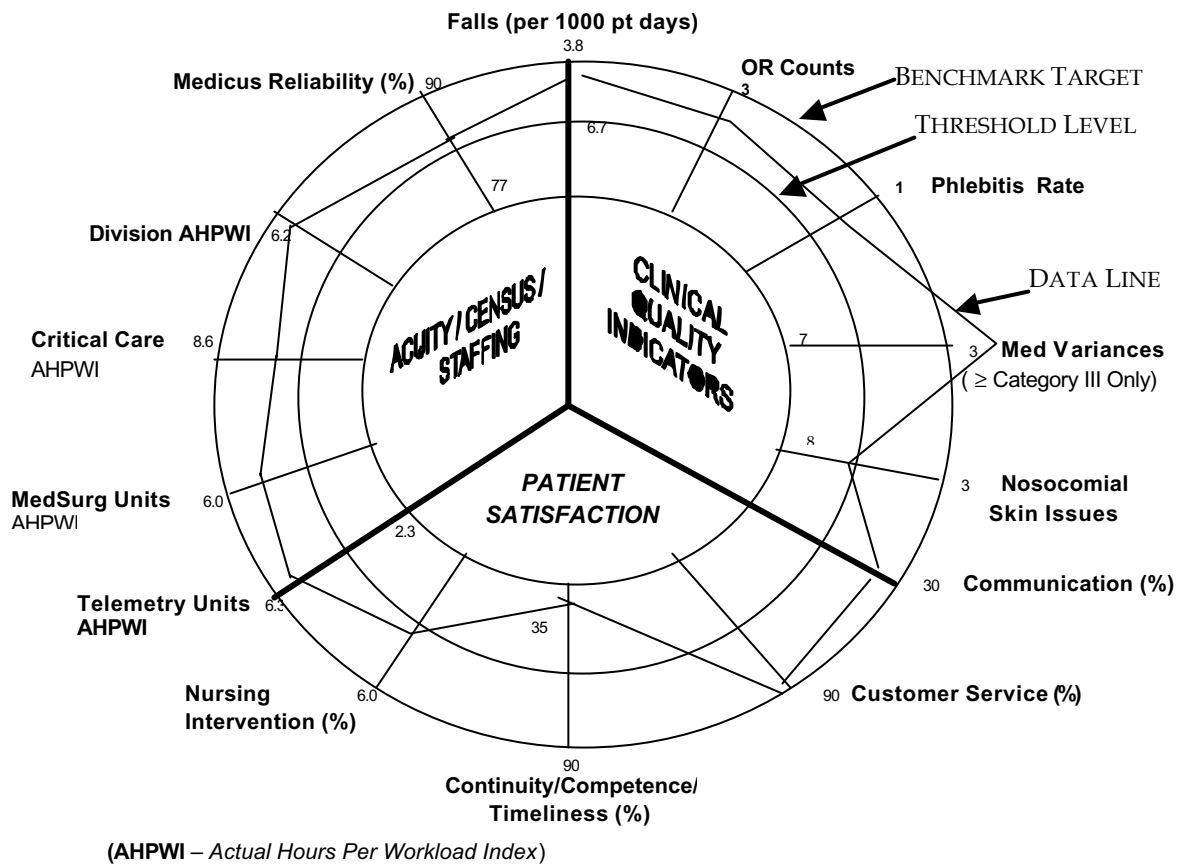 Falls (per 1000 pt days)
3.8
Medicus Reliability (%)
90
OR Counts
3
BENCHMARK TARGET
6.7
THRESHOLD LEVEL
77
1
Phlebitis Rate
Division AHPWI
6.2
ACUITY / CENSUS /
STAFFING
CLINICAL
QUALITY
INDICATORS
DATA LINE
Critical Care
AHPWI
8.6
7
3
Med Variances
( ≥ Category III Only)
8
MedSurg Units
AHPWI
6.0
PATIENT
SATISFACTION
3
Nosocomial
Skin Issues
2.3
Telemetry Units
AHPWI
6.3
30
Communication (%)
35
Nursing
Intervention (%)
6.0
90
Customer Service (%)
90
Continuity/Competence/
Timeliness (%)
(AHPWI – Actual Hours Per Workload Index)